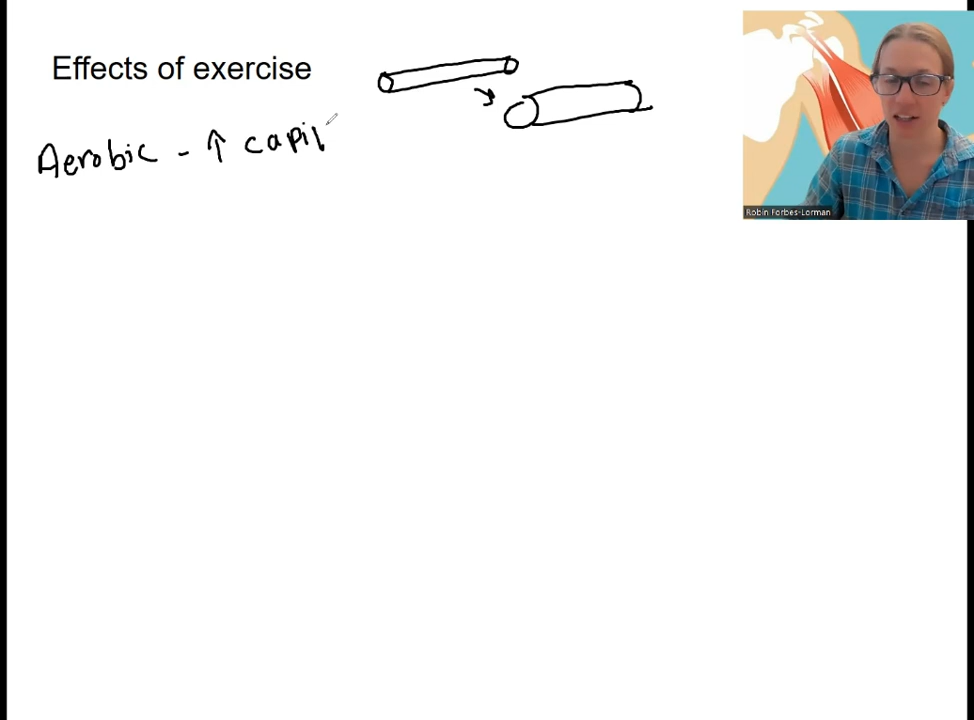 Effects of exercise
Aerobic - ↑ capil
Robin Forbes-Lorman